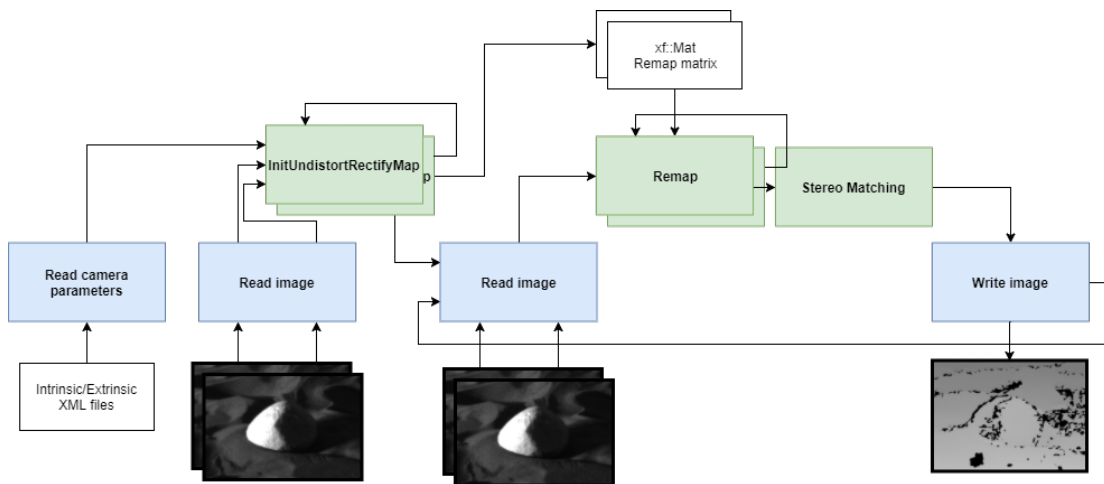 xf::Mat
Remap matrix
InitUndistortRectifyMap
p
Remap
Stereo Matching
Read camera
parameters
Read image
Read image
Write image
Intrinsic/Extrinsic
XML files